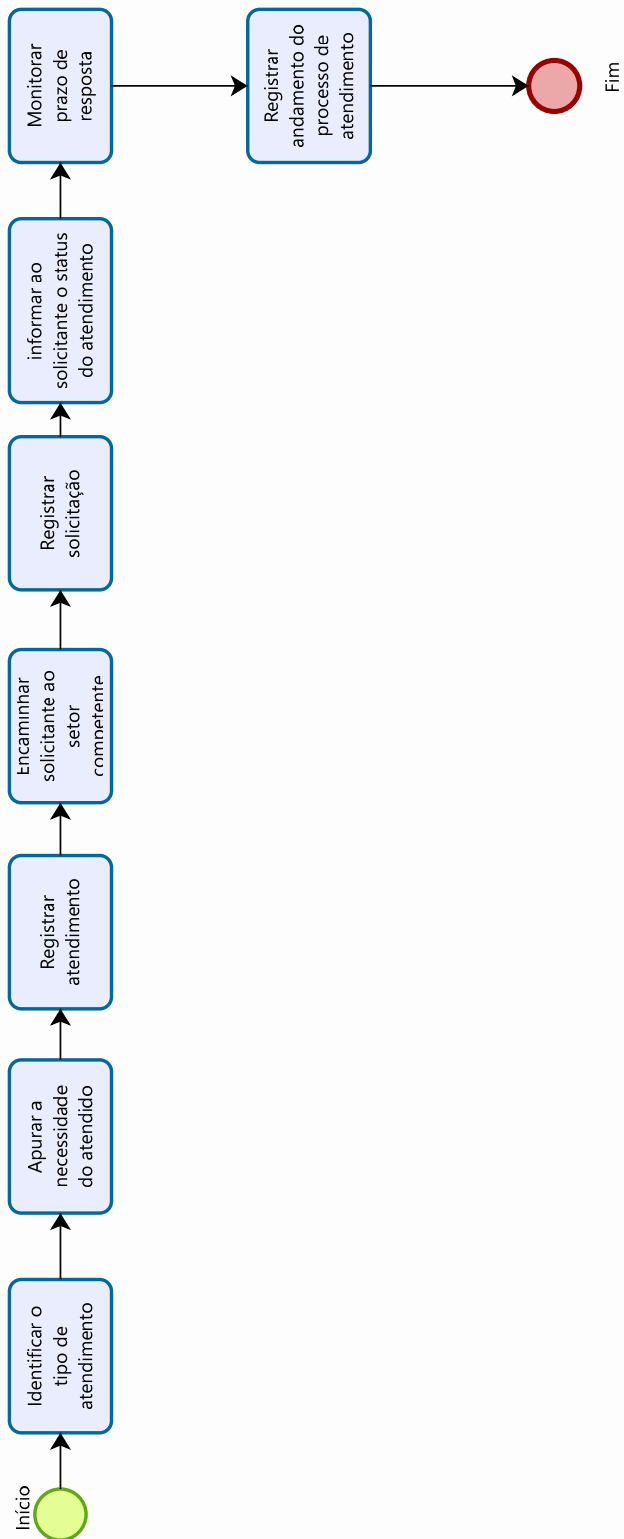 Início
Identificar o
tipo de
atendimento
Apurar a
necessidade
do atendido
Registrar
atendimento
Encaminhar
solicitante ao
setor
competente
Registrar
solicitação
informar ao
solicitante o status
do atendimento
Monitorar
prazo de
resposta
Registrar
andamento do
processo de
atendimento
Fim